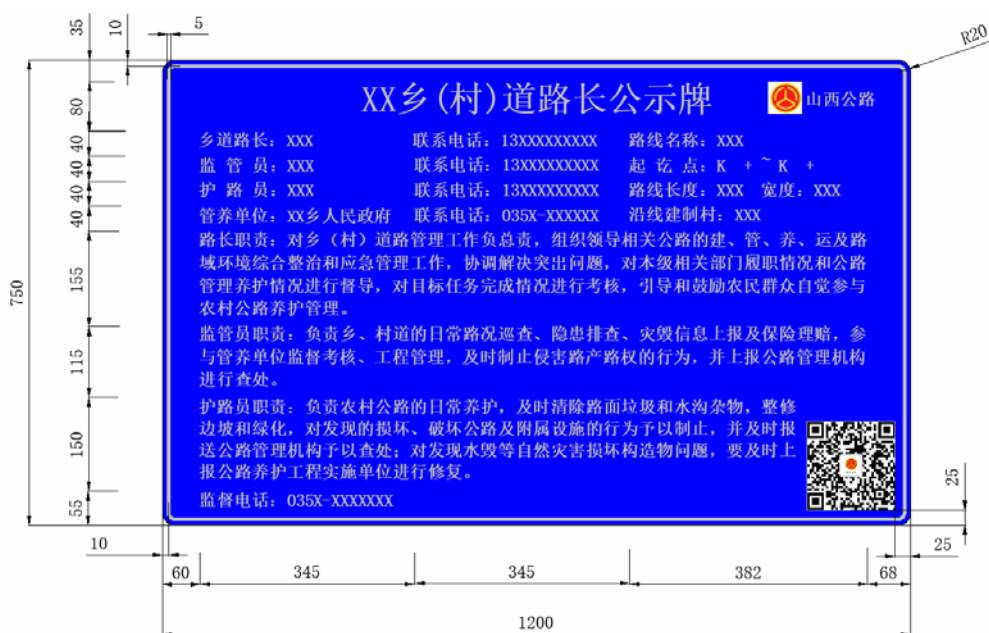 35
10
5
R20
XX乡(村)道路长公示牌
山西公路
乡道路长：XXX 联系电话：13XXXXXXXXX 路线名称：XXX
监 管 员：XXX 联系电话：13XXXXXXXXX 起 讫 点：K + ~ K +
护 路 员：XXX 联系电话：13XXXXXXXXX 路线长度：XXX 宽度：XXX
管养单位：XX乡人民政府 联系电话：035X-XXXXXX 沿线建制村：XXX
路长职责：对乡（村）道路管理工作负总责，组织领导相关公路的建、管、养、运及路
域环境综合整治和应急管理工作，协调解决突出问题，对本级相关部门履职情况和公路
管理养护情况进行督导，对目标任务完成情况进行考核，引导和鼓励农民群众自觉参与
农村公路养护管理。
监管员职责：负责乡、村道的日常路况巡查、隐患排查、灾毁信息上报及保险理赔，参
与管养单位监督考核、工程管理，及时制止侵害路产路权的行为，并上报公路管理机构
进行查处。
护路员职责：负责农村公路的日常养护，及时清除路面垃圾和水沟杂物，整修
边坡和绿化，对发现的损坏、破坏公路及附属设施的行为予以制止，并及时报
送公路管理机构予以查处；对发现水毁等自然灾害损坏构造物问题，要及时上
报公路养护工程实施单位进行修复。
监督电话：035X-XXXXXXX
750
80
40
40
40
40
155
115
150
55
10
25
25
60
345
345
382
68
1200